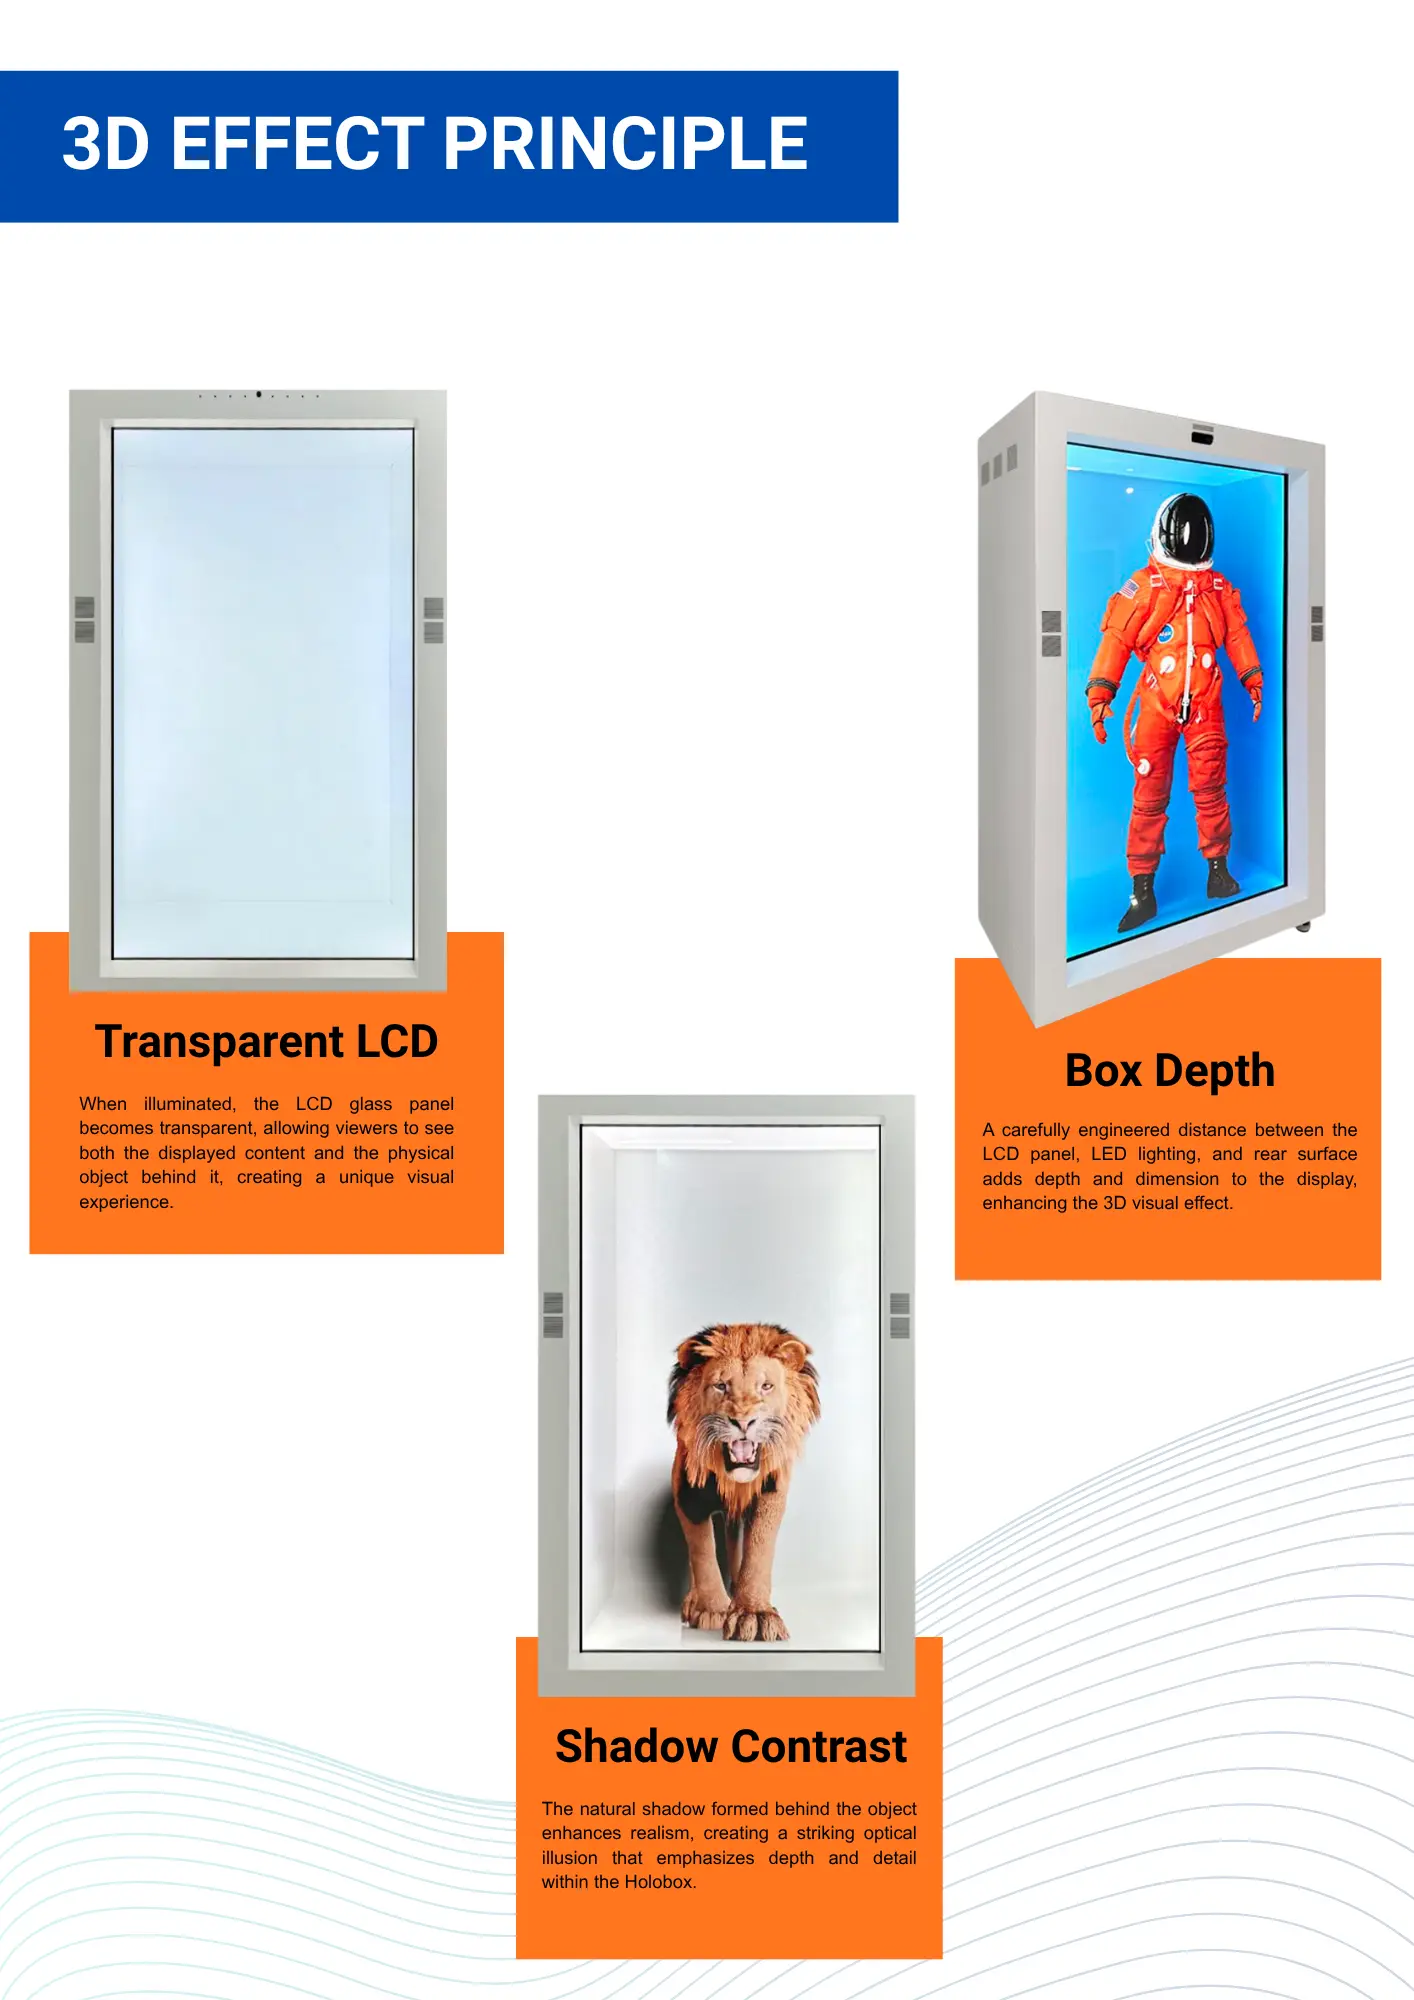 3D EFFECT PRINCIPLE
Transparent LCD
When illuminated, the LCD glass panel
becomes transparent, allowing viewers to see
both the displayed content and the physical
object behind it, creating a unique visual
experience.
Box Depth
A carefully engineered distance between the
LCD panel, LED lighting, and rear surface
adds depth and dimension to the display,
enhancing the 3D visual effect.
Shadow Contrast
The natural shadow formed behind the object
enhances realism, creating a striking optical
illusion that emphasizes depth and detail
within the Holobox.